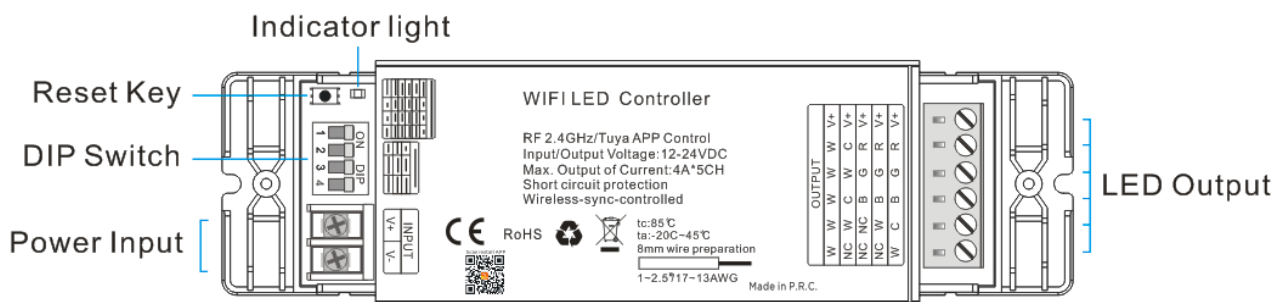 Indicator light
Reset Key
DIP Switch
Power Input
ON DIP
1
2
3
4
INPUT
V+ V-
WIFI LED Controller
RF 2.4GHz/Tuya APP Control
Input/Output Voltage:12-24VDC
Max. Output of Current:4A*5CH
Short circuit protection
Wireless-sync-controlled
CE
RoHS
tc:85℃
ta:-20C~45℃
8mm wire preparation
1~2.5²17~13AWG
Made in P.R.C.
OUTPUT
W W W W W V+
NC W C W C V+
NC NC B G R V+
NC W B G R V+
W C B G R V+
LED Output